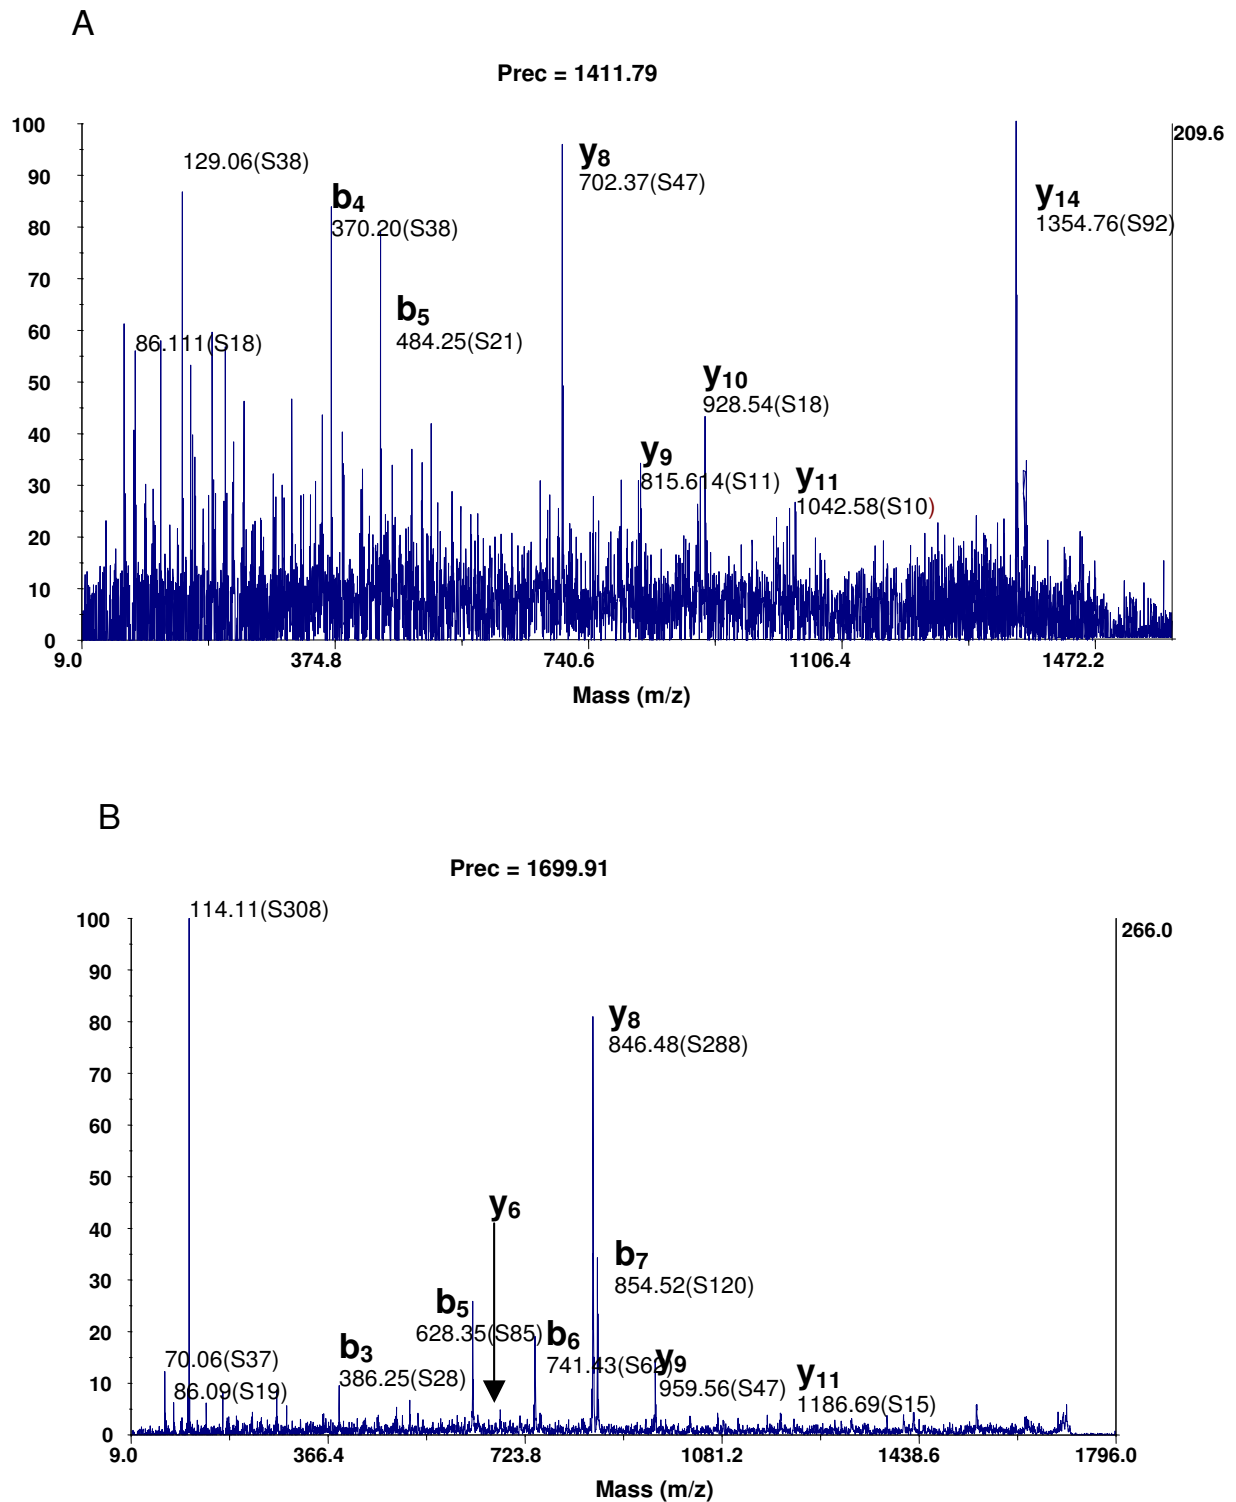 A
Prec = 1411.79
100
209.6
129.06(S38)
y8
702.37(S47)
90
b4
370.20(S38)
y14
1354.76(S92)
80
70
b5
484.25(S21)
60
86.111(S18)
50
y10
928.54(S18)
40
y9
815.614(S11)
y11
1042.58(S10)
30
20
10
0
9.0 374.8 740.6 1106.4 1472.2
Mass (m/z)
B
Prec = 1699.91
114.11(S308)
100
266.0
90
y8
846.48(S288)
80
70
60
50
y6
40
b7
854.52(S120)
30
b5
628.35(S85)
20
b6
741.43(S62)
b3
386.25(S28)
y9
959.56(S47)
y11
1186.69(S15)
70.06(S37)
86.09(S19)
10
0
9.0 366.4 723.8 1081.2 1438.6 1796.0
Mass (m/z)